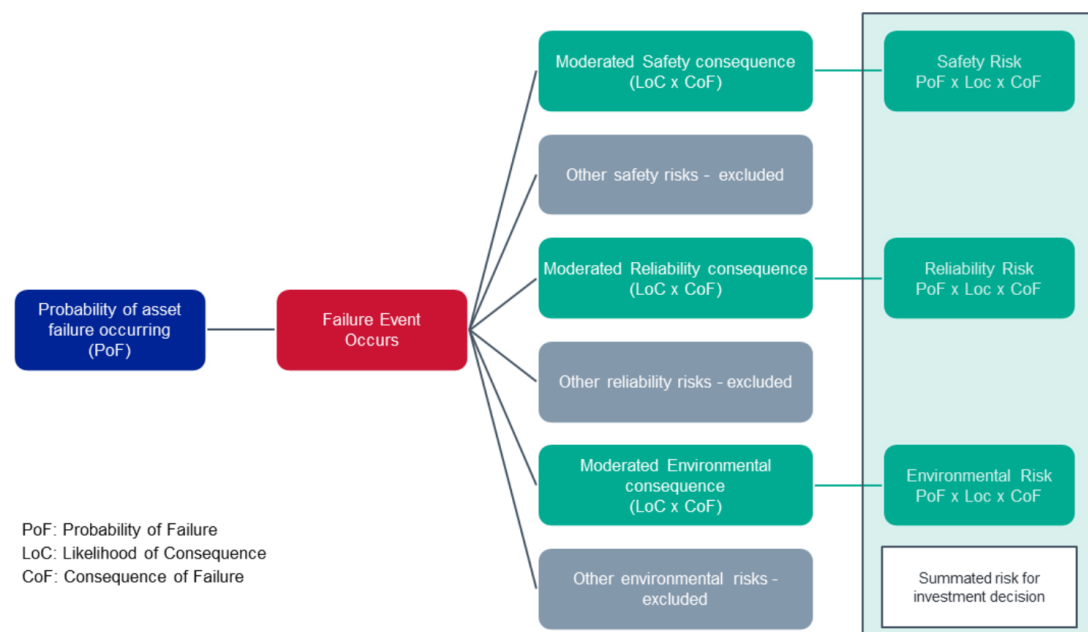 Probability of asset
failure occurring
(PoF)
Failure Event
Occurs
Moderated Safety consequence
(LoC x CoF)
Safety Risk
PoF x Loc x CoF
Other safety risks - excluded
Moderated Reliability consequence
(LoC x CoF)
Reliability Risk
PoF x Loc x CoF
Other reliability risks - excluded
Moderated Environmental
consequence
(LoC x CoF)
Environmental Risk
PoF x Loc x CoF
Other environmental risks -
excluded
Summated risk for
investment decision
PoF: Probability of Failure
LoC: Likelihood of Consequence
CoF: Consequence of Failure